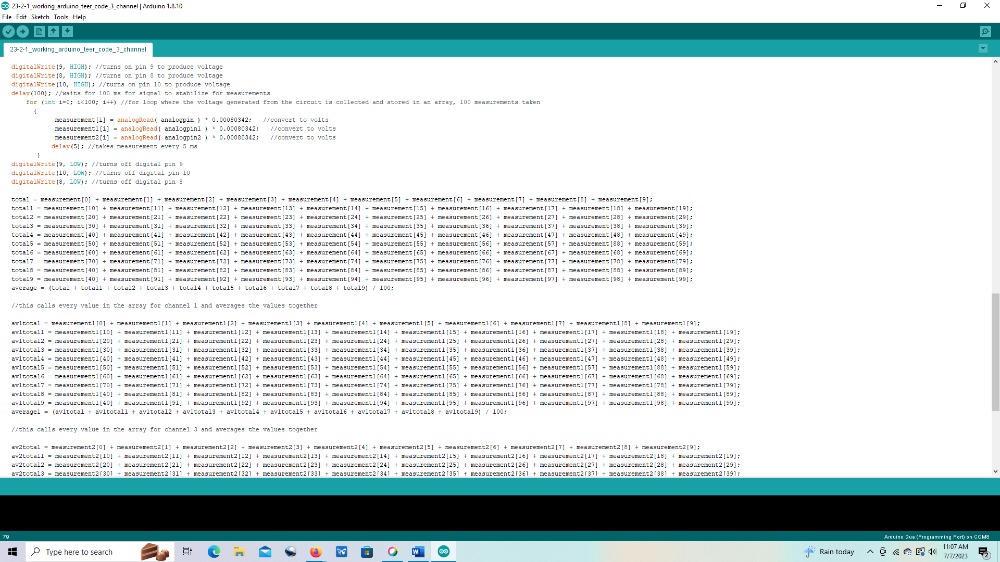 23-2-1_working_arduino_teer_code_3_channel | Arduino 1.8.10
File Edit Sketch Tools Help
23-2-1_working_arduino_teer_code_3_channel
digitalWrite(9, HIGH); //turns on pin 9 to produce voltage
digitalWrite(8, HIGH); //turns on pin 8 to produce voltage
digitalWrite(10, HIGH); //turns on pin 10 to produce voltage
delay(100); //waits for 100 ms for signal to stabilize for measurements
for (int i=0; i<100; i++) //for loop where the voltage generated from the circuit is collected and stored in an array, 100 measurements taken
{
measurement[i] = analogRead( analogpin ) * 0.00080342; //convert to volts
measurement1[i] = analogRead( analogpin1 ) * 0.00080342; //convert to volts
measurement2[i] = analogRead( analogpin2 ) * 0.00080342; //convert to volts
delay(5); //takes measurement every 5 ms
}
digitalWrite(9, LOW); //turns off digital pin 9
digitalWrite(10, LOW); //turns off digital pin 10
digitalWrite(8, LOW); //turns off digital pin 8
total = measurement[0] + measurement[1] + measurement[2] + measurement[3] + measurement[4] + measurement[5] + measurement[6] + measurement[7] + measurement[8] + measurement[9];
total1 = measurement[10] + measurement[11] + measurement[12] + measurement[13] + measurement[14] + measurement[15] + measurement[16] + measurement[17] + measurement[18] + measurement[19];
total2 = measurement[20] + measurement[21] + measurement[22] + measurement[23] + measurement[24] + measurement[25] + measurement[26] + measurement[27] + measurement[28] + measurement[29];
total3 = measurement[30] + measurement[31] + measurement[32] + measurement[33] + measurement[34] + measurement[35] + measurement[36] + measurement[37] + measurement[38] + measurement[39];
total4 = measurement[40] + measurement[41] + measurement[42] + measurement[43] + measurement[44] + measurement[45] + measurement[46] + measurement[47] + measurement[48] + measurement[49];
total5 = measurement[50] + measurement[51] + measurement[52] + measurement[53] + measurement[54] + measurement[55] + measurement[56] + measurement[57] + measurement[88] + measurement[59];
total6 = measurement[60] + measurement[61] + measurement[62] + measurement[63] + measurement[64] + measurement[65] + measurement[66] + measurement[67] + measurement[68] + measurement[69];
total7 = measurement[70] + measurement[71] + measurement[72] + measurement[73] + measurement[74] + measurement[75] + measurement[76] + measurement[77] + measurement[78] + measurement[79];
total8 = measurement[40] + measurement[81] + measurement[82] + measurement[83] + measurement[84] + measurement[85] + measurement[86] + measurement[87] + measurement[88] + measurement[89];
total9 = measurement[40] + measurement[91] + measurement[92] + measurement[93] + measurement[94] + measurement[95] + measurement[96] + measurement[97] + measurement[98] + measurement[99];
average = (total + total1 + total2 + total3 + total4 + total5 + total6 + total7 + total8 + total9) / 100;
//this calls every value in the array for channel 1 and averages the values together
av1total = measurement1[0] + measurement1[1] + measurement1[2] + measurement1[3] + measurement1[4] + measurement1[5] + measurement1[6] + measurement1[7] + measurement1[8] + measurement1[9];
av1total1 = measurement1[10] + measurement1[11] + measurement1[12] + measurement1[13] + measurement1[14] + measurement1[15] + measurement1[16] + measurement1[17] + measurement1[18] + measurement1[19];
av1total2 = measurement1[20] + measurement1[21] + measurement1[22] + measurement1[23] + measurement1[24] + measurement1[25] + measurement1[26] + measurement1[27] + measurement1[28] + measurement1[29];
av1total3 = measurement1[30] + measurement1[31] + measurement1[32] + measurement1[33] + measurement1[34] + measurement1[35] + measurement1[36] + measurement1[37] + measurement1[38] + measurement1[39];
av1total4 = measurement1[40] + measurement1[41] + measurement1[42] + measurement1[43] + measurement1[44] + measurement1[45] + measurement1[46] + measurement1[47] + measurement1[48] + measurement1[49];
av1total5 = measurement1[50] + measurement1[51] + measurement1[52] + measurement1[53] + measurement1[54] + measurement1[55] + measurement1[56] + measurement1[57] + measurement1[88] + measurement1[59];
av1total6 = measurement1[60] + measurement1[61] + measurement1[62] + measurement1[63] + measurement1[64] + measurement1[65] + measurement1[66] + measurement1[67] + measurement1[68] + measurement1[69];
av1total7 = measurement1[70] + measurement1[71] + measurement1[72] + measurement1[73] + measurement1[74] + measurement1[75] + measurement1[76] + measurement1[77] + measurement1[78] + measurement1[79];
av1total8 = measurement1[40] + measurement1[81] + measurement1[82] + measurement1[83] + measurement1[84] + measurement1[85] + measurement1[86] + measurement1[87] + measurement1[88] + measurement1[89];
av1total9 = measurement1[40] + measurement1[91] + measurement1[92] + measurement1[93] + measurement1[94] + measurement1[95] + measurement1[96] + measurement1[97] + measurement1[98] + measurement1[99];
average1 = (av1total + av1total1 + av1total2 + av1total3 + av1total4 + av1total5 + av1total6 + av1total7 + av1total8 + av1total9) / 100;
//this calls every value in the array for channel 3 and averages the values together
av2total = measurement2[0] + measurement2[1] + measurement2[2] + measurement2[3] + measurement2[4] + measurement2[5] + measurement2[6] + measurement2[7] + measurement2[8] + measurement2[9];
av2total1 = measurement2[10] + measurement2[11] + measurement2[12] + measurement2[13] + measurement2[14] + measurement2[15] + measurement2[16] + measurement2[17] + measurement2[18] + measurement2[19];
av2total2 = measurement2[20] + measurement2[21] + measurement2[22] + measurement2[23] + measurement2[24] + measurement2[25] + measurement2[26] + measurement2[27] + measurement2[28] + measurement2[29];
av2total3 = measurement2[30] + measurement2[31] + measurement2[32] + measurement2[33] + measurement2[34] + measurement2[35] + measurement2[36] + measurement2[37] + measurement2[38] + measurement2[39];
79
Arduino Due (Programming Port) on COM8
Type here to search
W
Rain today
11:07 AM
7/7/2023
2